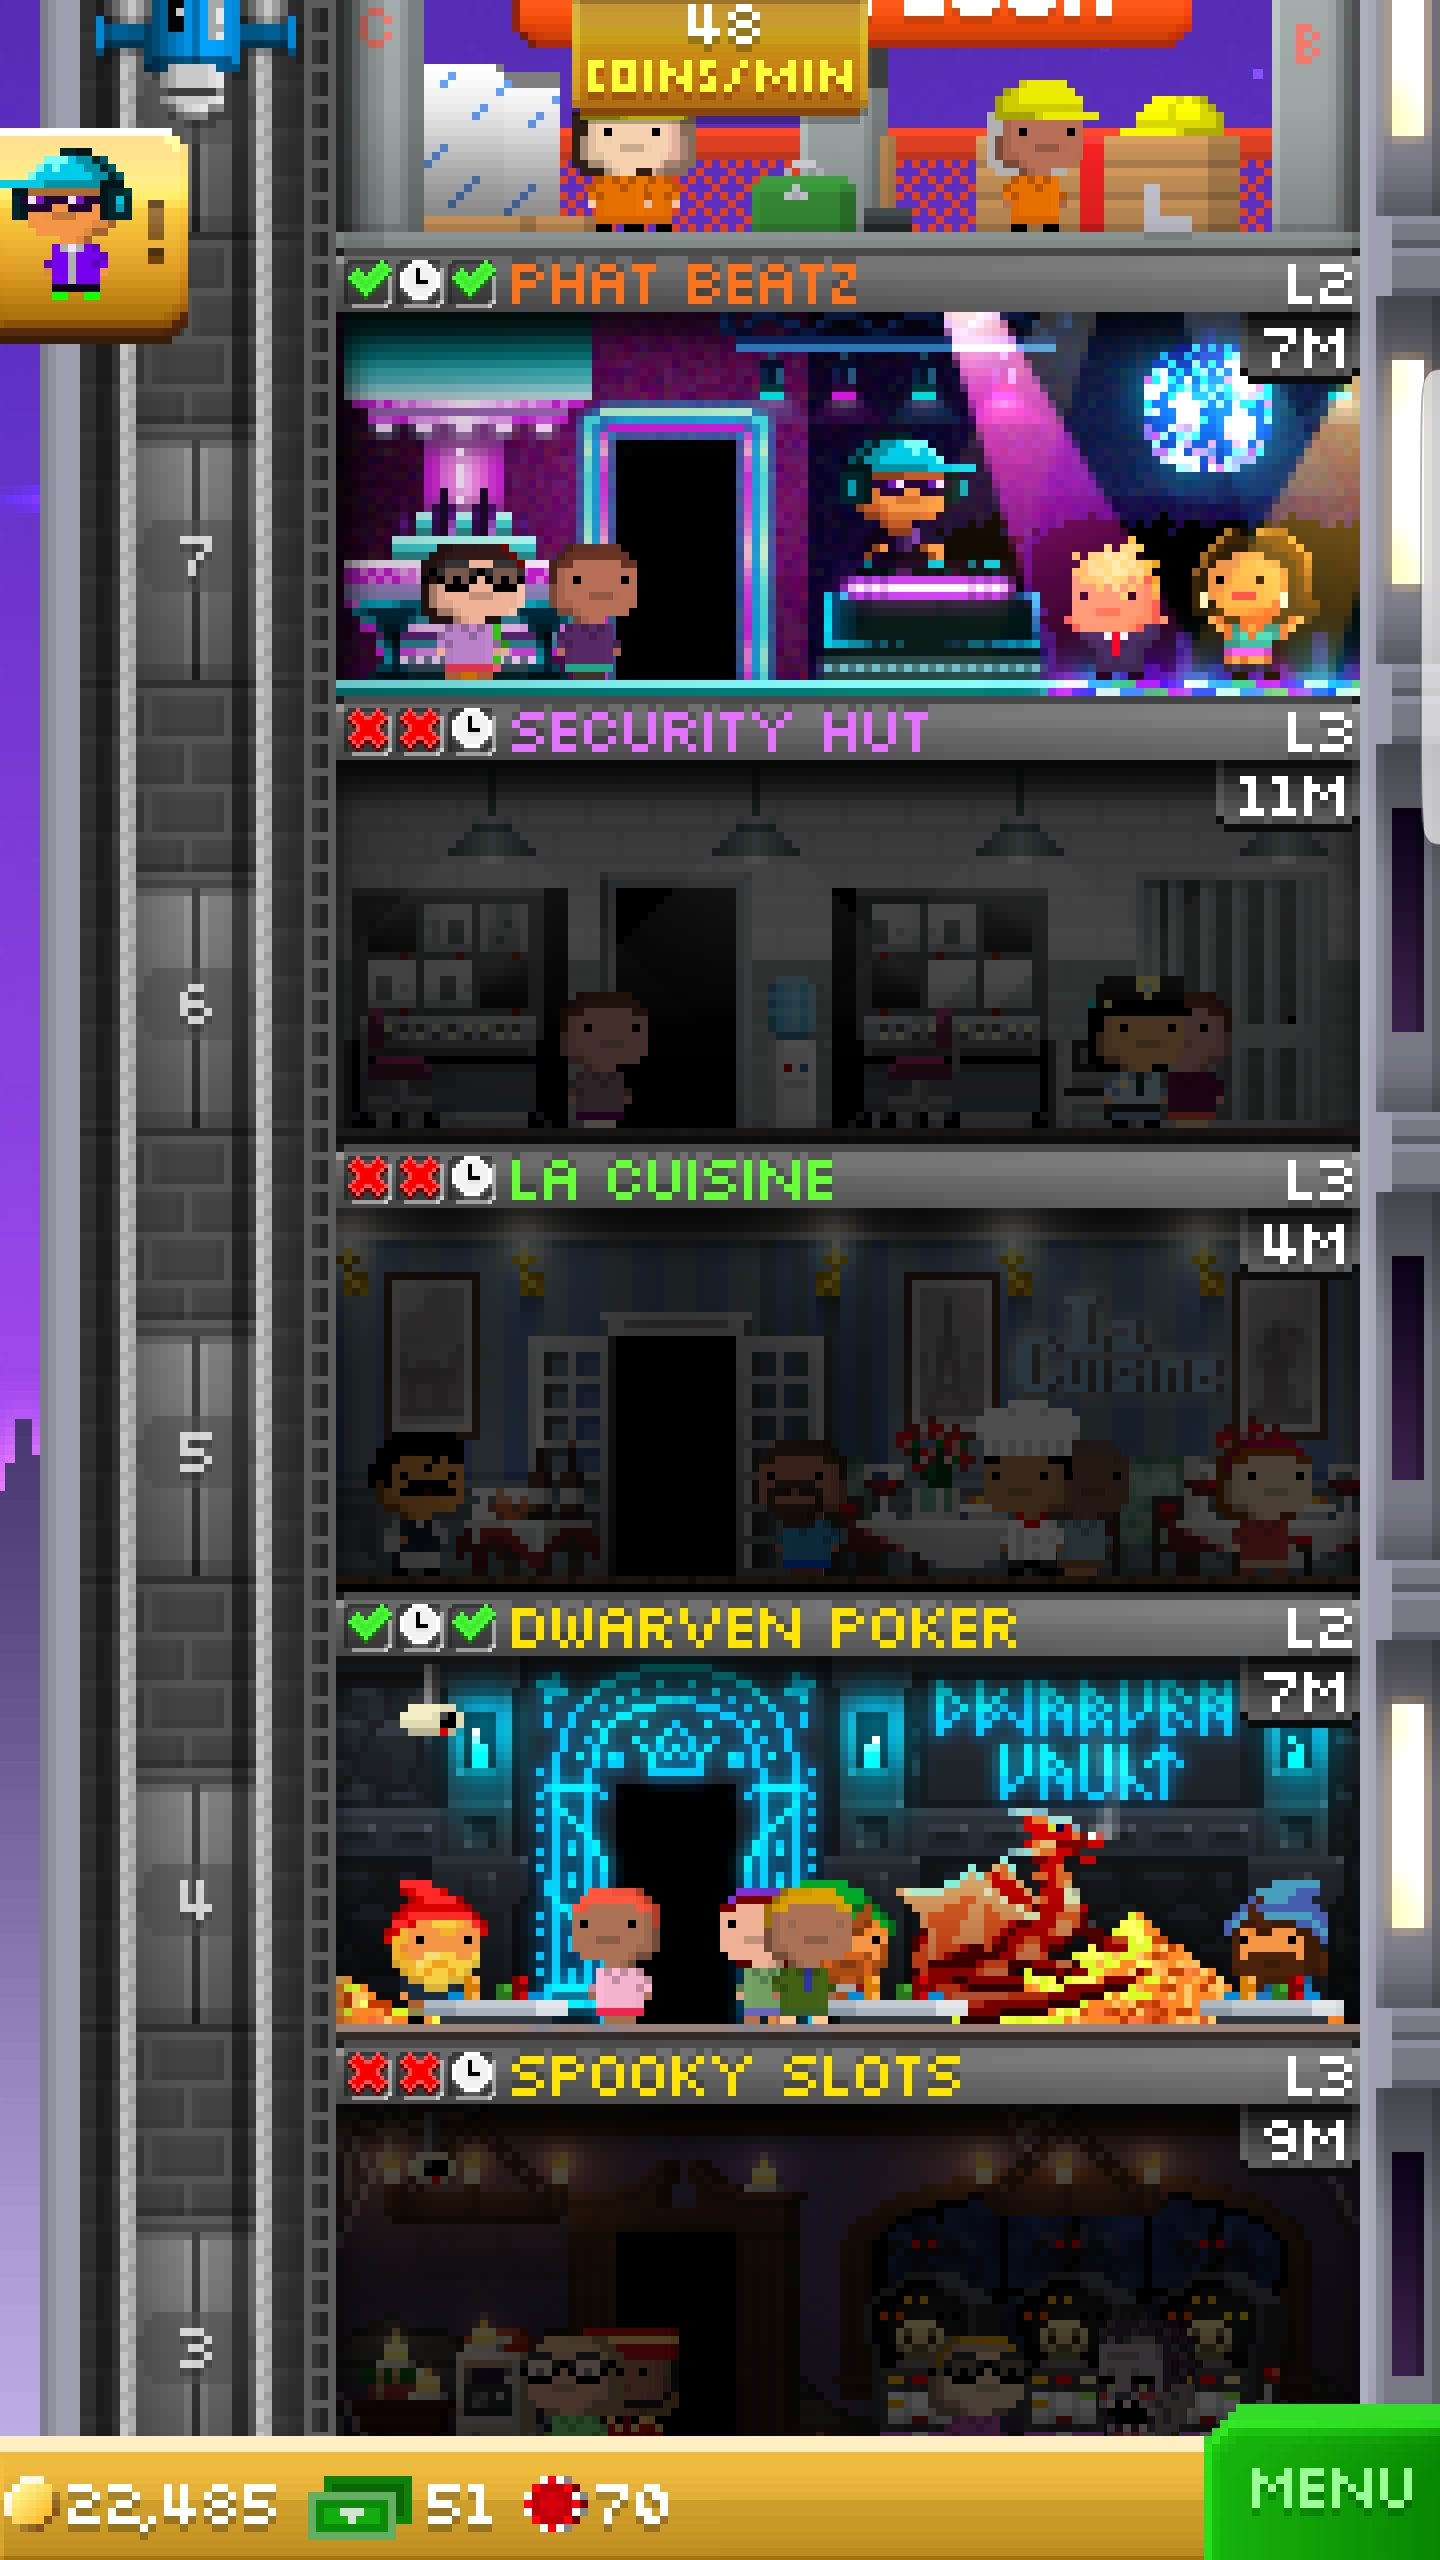 48
COINS/MIN
C
B
!
PHAT BEATZ L2
7M
7
SECURITY HUT L3
11M
6
LA CUISINE L3
4M
La
Cuisine
5
DWARVEN POKER L2
7M
DWARVEN
VAULT
4
SPOOKY SLOTS L3
9M
3
22,485 51 70
MENU